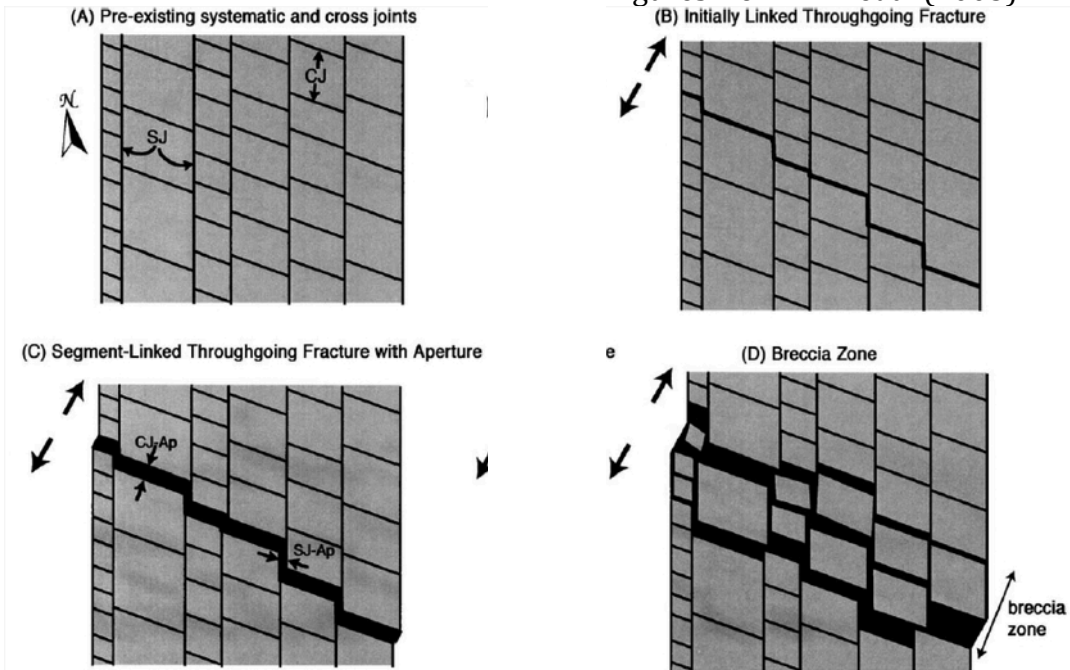 (A) Pre-existing systematic and cross joints
(B) Initially Linked Throughgoing Fracture
CJ
N
SJ
(C) Segment-Linked Throughgoing Fracture with Aperture
e
(D) Breccia Zone
CJ-Ap
SJ-Ap
breccia
zone